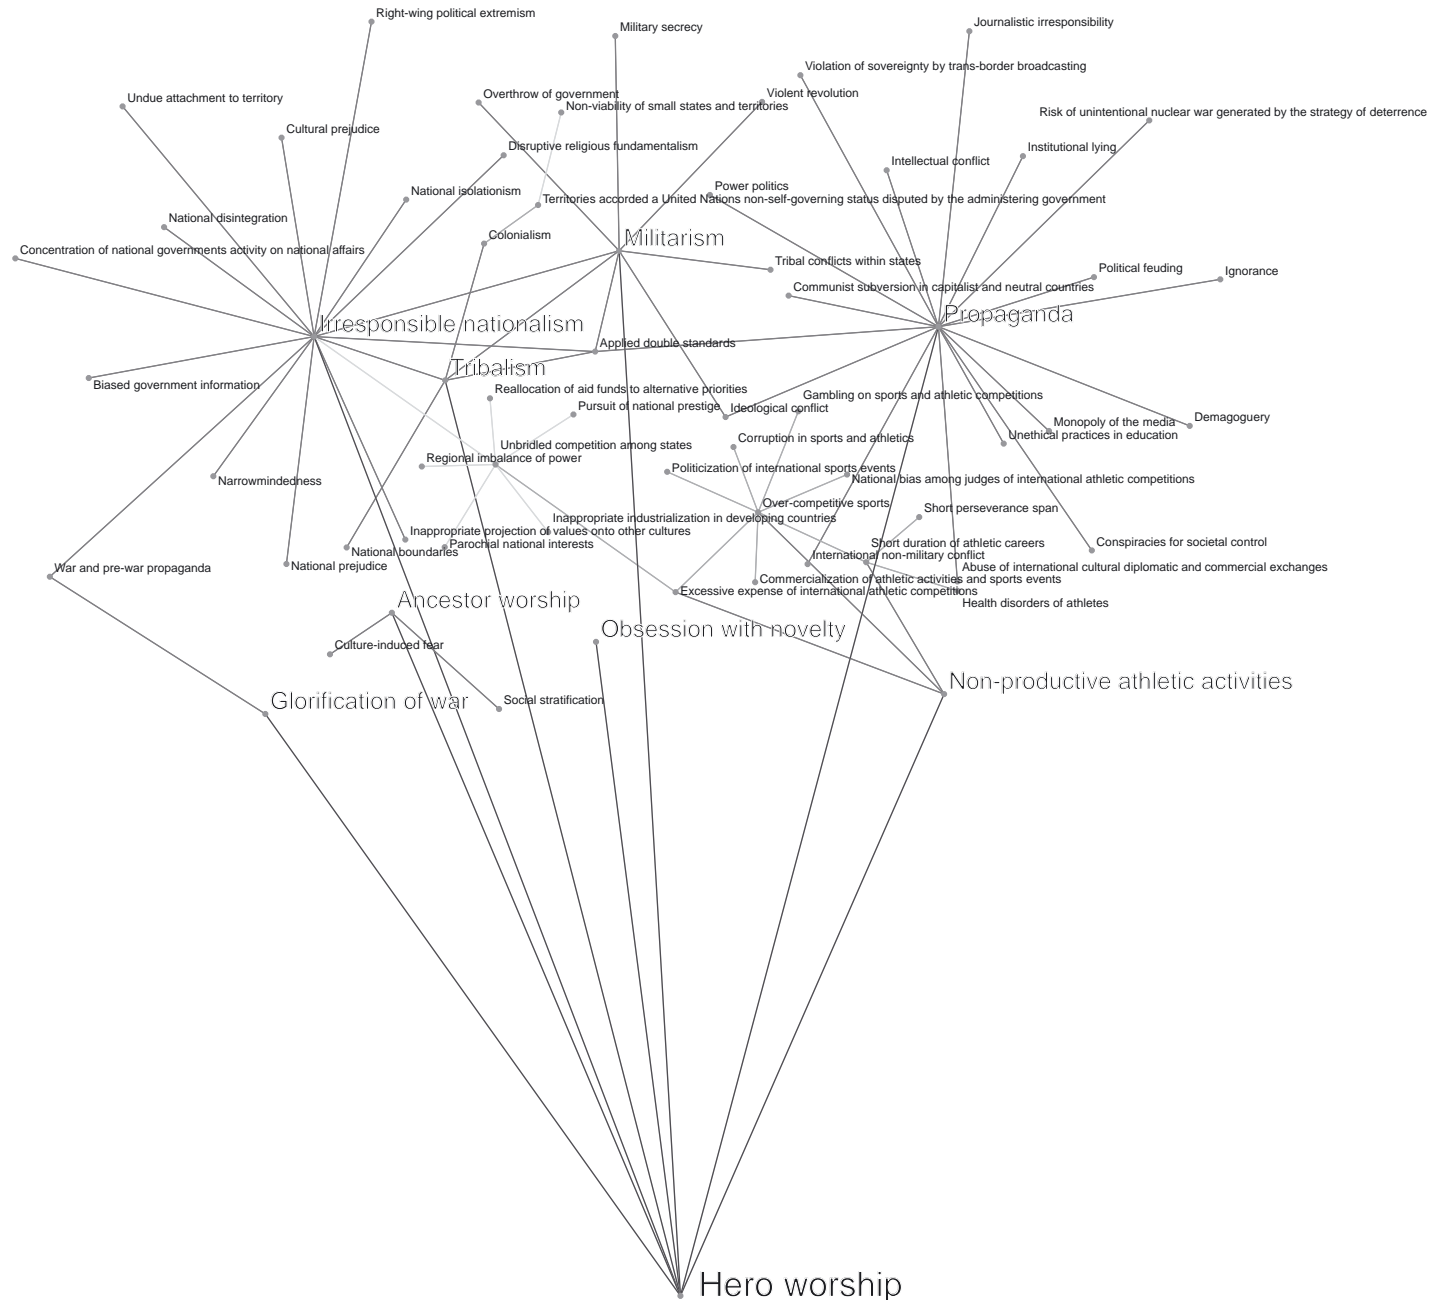 Right-wing political extremism
Military secrecy
Journalistic irresponsibility
Violation of sovereignty by trans-border broadcasting
Undue attachment to territory
Overthrow of government
Violent revolution
Non-viability of small states and territories
Risk of unintentional nuclear war generated by the strategy of deterrence
Cultural prejudice
Disruptive religious fundamentalism
Institutional lying
Intellectual conflict
National isolationism
Power politics
Territories accorded a United Nations non-self-governing status disputed by the administering government
National disintegration
Colonialism
Militarism
Concentration of national governments activity on national affairs
Tribal conflicts within states
Political feuding
Ignorance
Communist subversion in capitalist and neutral countries
Propaganda
Irresponsible nationalism
Applied double standards
Tribalism
Biased government information
Reallocation of aid funds to alternative priorities
Gambling on sports and athletic competitions
Pursuit of national prestige
Ideological conflict
Demagoguery
Monopoly of the media
Unethical practices in education
Corruption in sports and athletics
Unbridled competition among states
Regional imbalance of power
Politicization of international sports events
National bias among judges of international athletic competitions
Narrowmindedness
Over-competitive sports
Short perseverance span
Inappropriate industrialization in developing countries
Inappropriate projection of values onto other cultures
Parochial national interests
Short duration of athletic careers
Conspiracies for societal control
National boundaries
International non-military conflict
National prejudice
War and pre-war propaganda
Abuse of international cultural diplomatic and commercial exchanges
Commercialization of athletic activities and sports events
Excessive expense of international athletic competitions
Ancestor worship
Health disorders of athletes
Obsession with novelty
Culture-induced fear
Non-productive athletic activities
Glorification of war
Social stratification
Hero worship